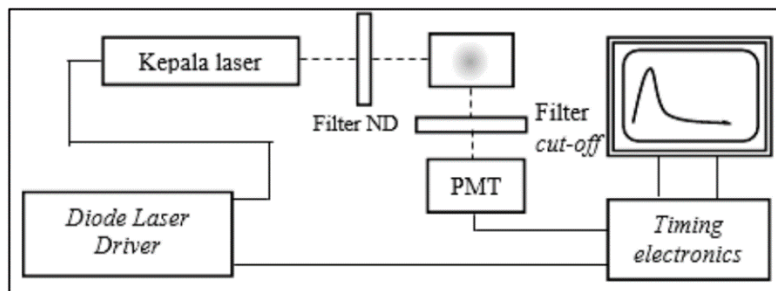 Kepala laser
Filter ND
Filter
cut-off
PMT
Diode Laser
Driver
Timing
electronics